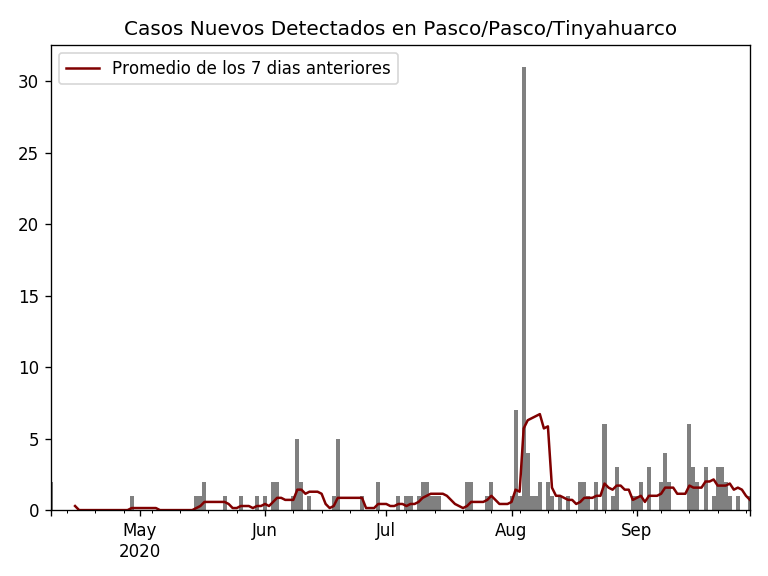 Casos Nuevos Detectados en Pasco/Pasco/Tinyahuarco
Promedio de los 7 dias anteriores
30
25
20
15
10
5
0
May Jun Jul Aug Sep
2020